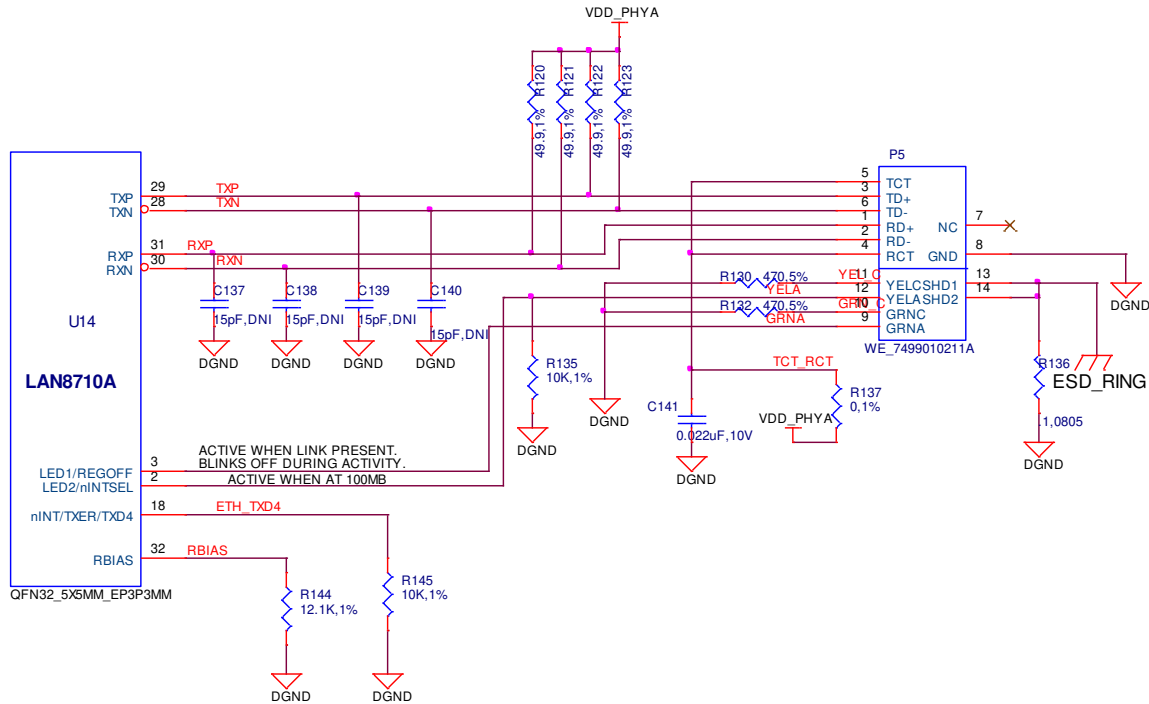 VDD_PHYA
R120
R121
R122
R123
49.9,1%
49.9,1%
49.9,1%
49.9,1%
P5
29
TXP
TXP
28
TXN
TXN
31
RXP
RXP
30
RXN
RXN
5
TCT
3
TD+
6
TD-
1
RD+
2
RD-
4
RCT
NC
7
GND
8
DGND
R130
470.5%
11
YEL_C
YELC
SHD1
13
YELA
12
YELA
SHD2
14
R132
470.5%
10
GRN_C
GRNC
GRNA
9
GRNA
WE_7499010211A
C137
15pF,DNI
DGND
C138
15pF,DNI
DGND
C139
15pF,DNI
DGND
C140
15pF,DNI
DGND
U14
LAN8710A
R135
10K,1%
DGND
DGND
TCT_RCT
C141
0.022uF,10V
DGND
R137
0,1%
VDD_PHYA
R136
1,0805
DGND
ESD_RING
ACTIVE WHEN LINK PRESENT.
BLINKS OFF DURING ACTIVITY.
3
LED1/REGOFF
2
ACTIVE WHEN AT 100MB
LED2/nINTSEL
18
ETH_TXD4
nINT/TXER/TXD4
32
RBIAS
RBIAS
QFN32_5X5MM_EP3P3MM
R144
12.1K,1%
DGND
R145
10K,1%
DGND